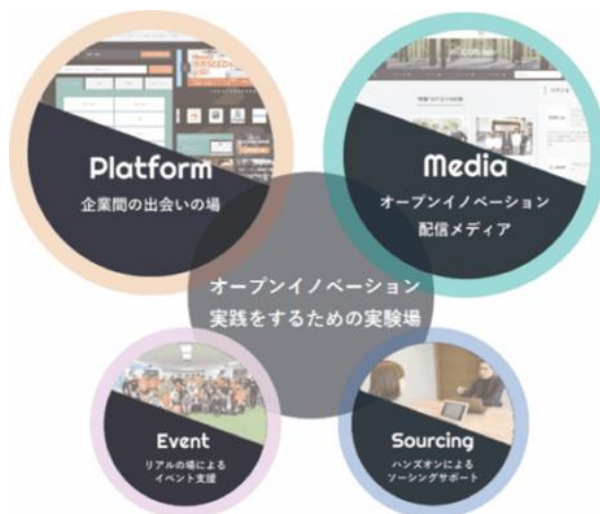 Platform
企業間の出会いの場
Media
オープンイノベーション
配信メディア
オープンイノベーション
実践をするための実験場
Event
リアルの場による
イベント支援
Sourcing
ハンズオンによる
ソーシングサポート